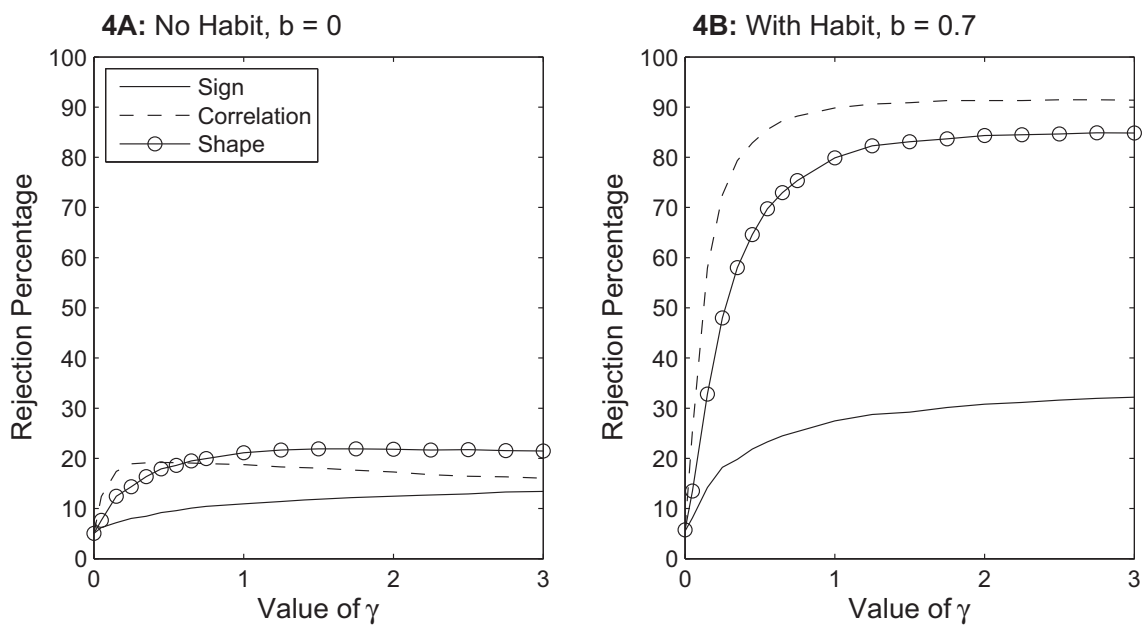 4A: No Habit, b = 0
100
90
80
70
60
50
40
30
20
10
0
Rejection Percentage
Sign
Correlation
Shape
0 1 2 3
Value of γ
4B: With Habit, b = 0.7
100
90
80
70
60
50
40
30
20
10
0
Rejection Percentage
0 1 2 3
Value of γ